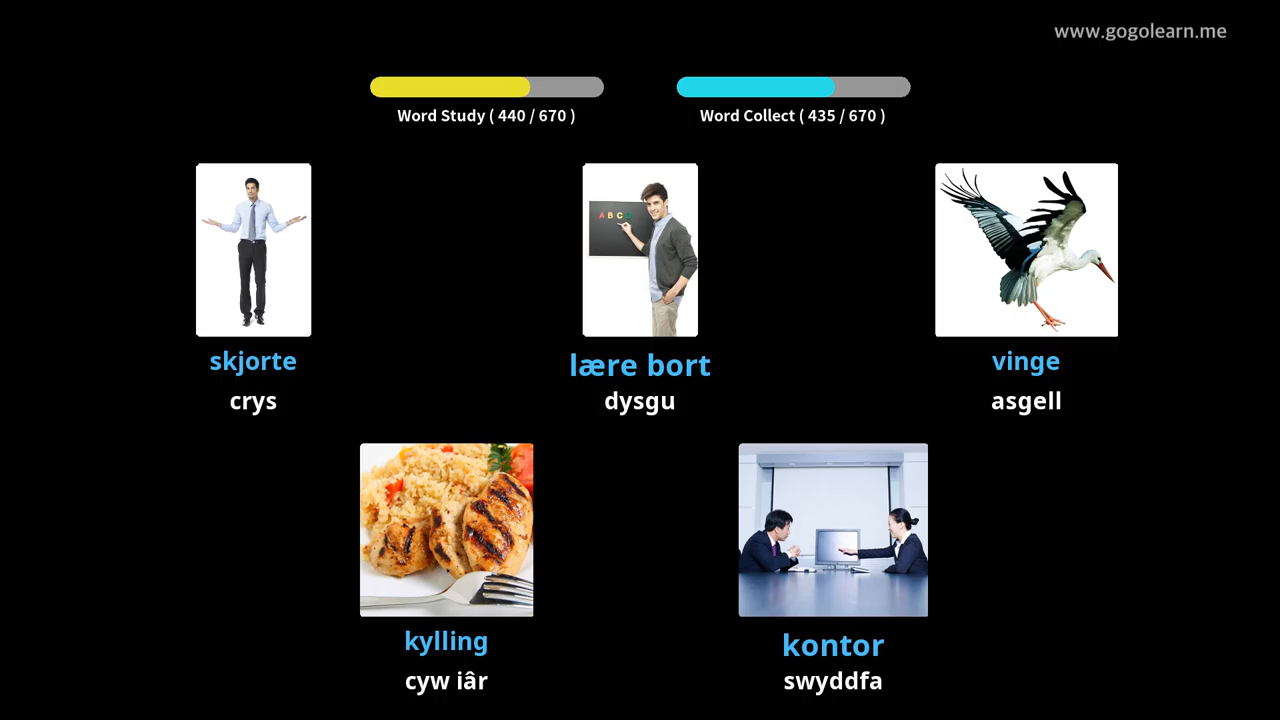 www.gogolearn.me
Word Study ( 440 / 670 )
Word Collect ( 435 / 670 )
A B C D
skjorte
crys
lære bort
dysgu
vinge
asgell
kylling
cyw iâr
kontor
swyddfa